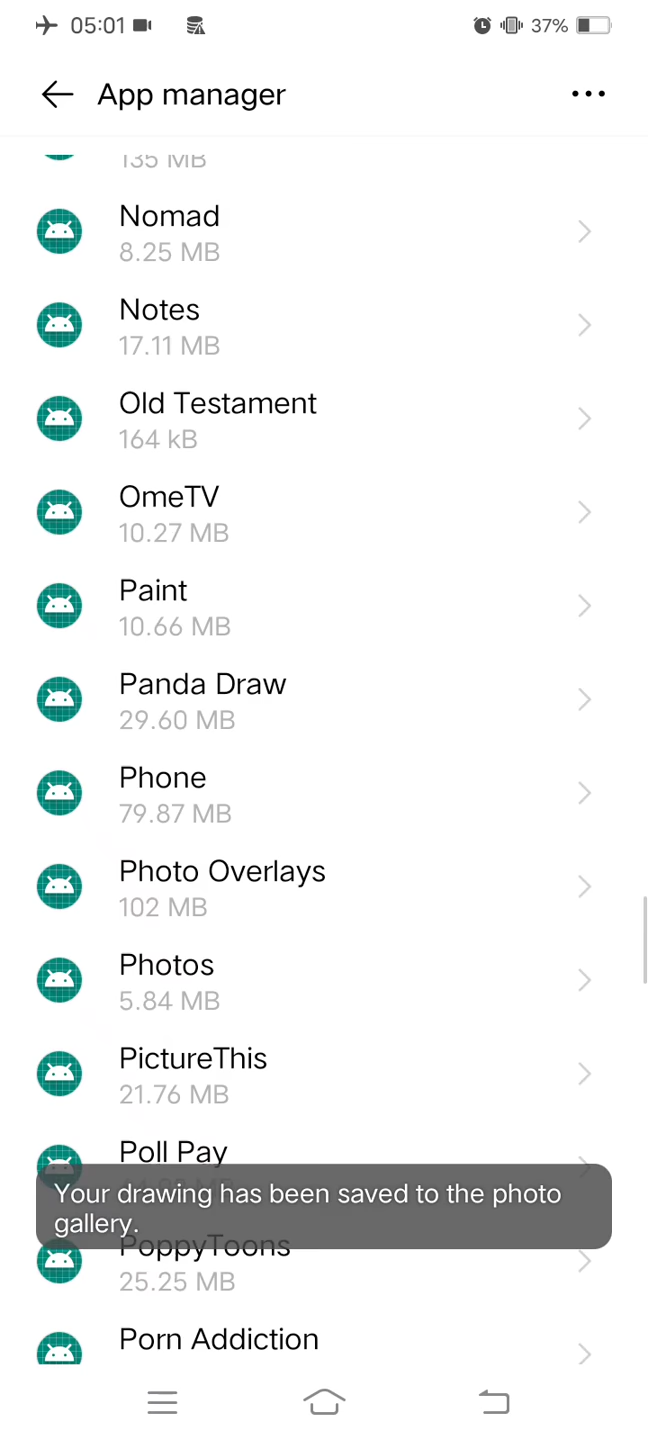 05:01
37%
App manager
135 MB
Nomad
8.25 MB
Notes
17.11 MB
Old Testament
164 kB
OmeTV
10.27 MB
Paint
10.66 MB
Panda Draw
29.60 MB
Phone
79.87 MB
Photo Overlays
102 MB
Photos
5.84 MB
PictureThis
21.76 MB
Poll Pay
Your drawing has been saved to the photo
gallery.
PoppyToons
25.25 MB
Porn Addiction